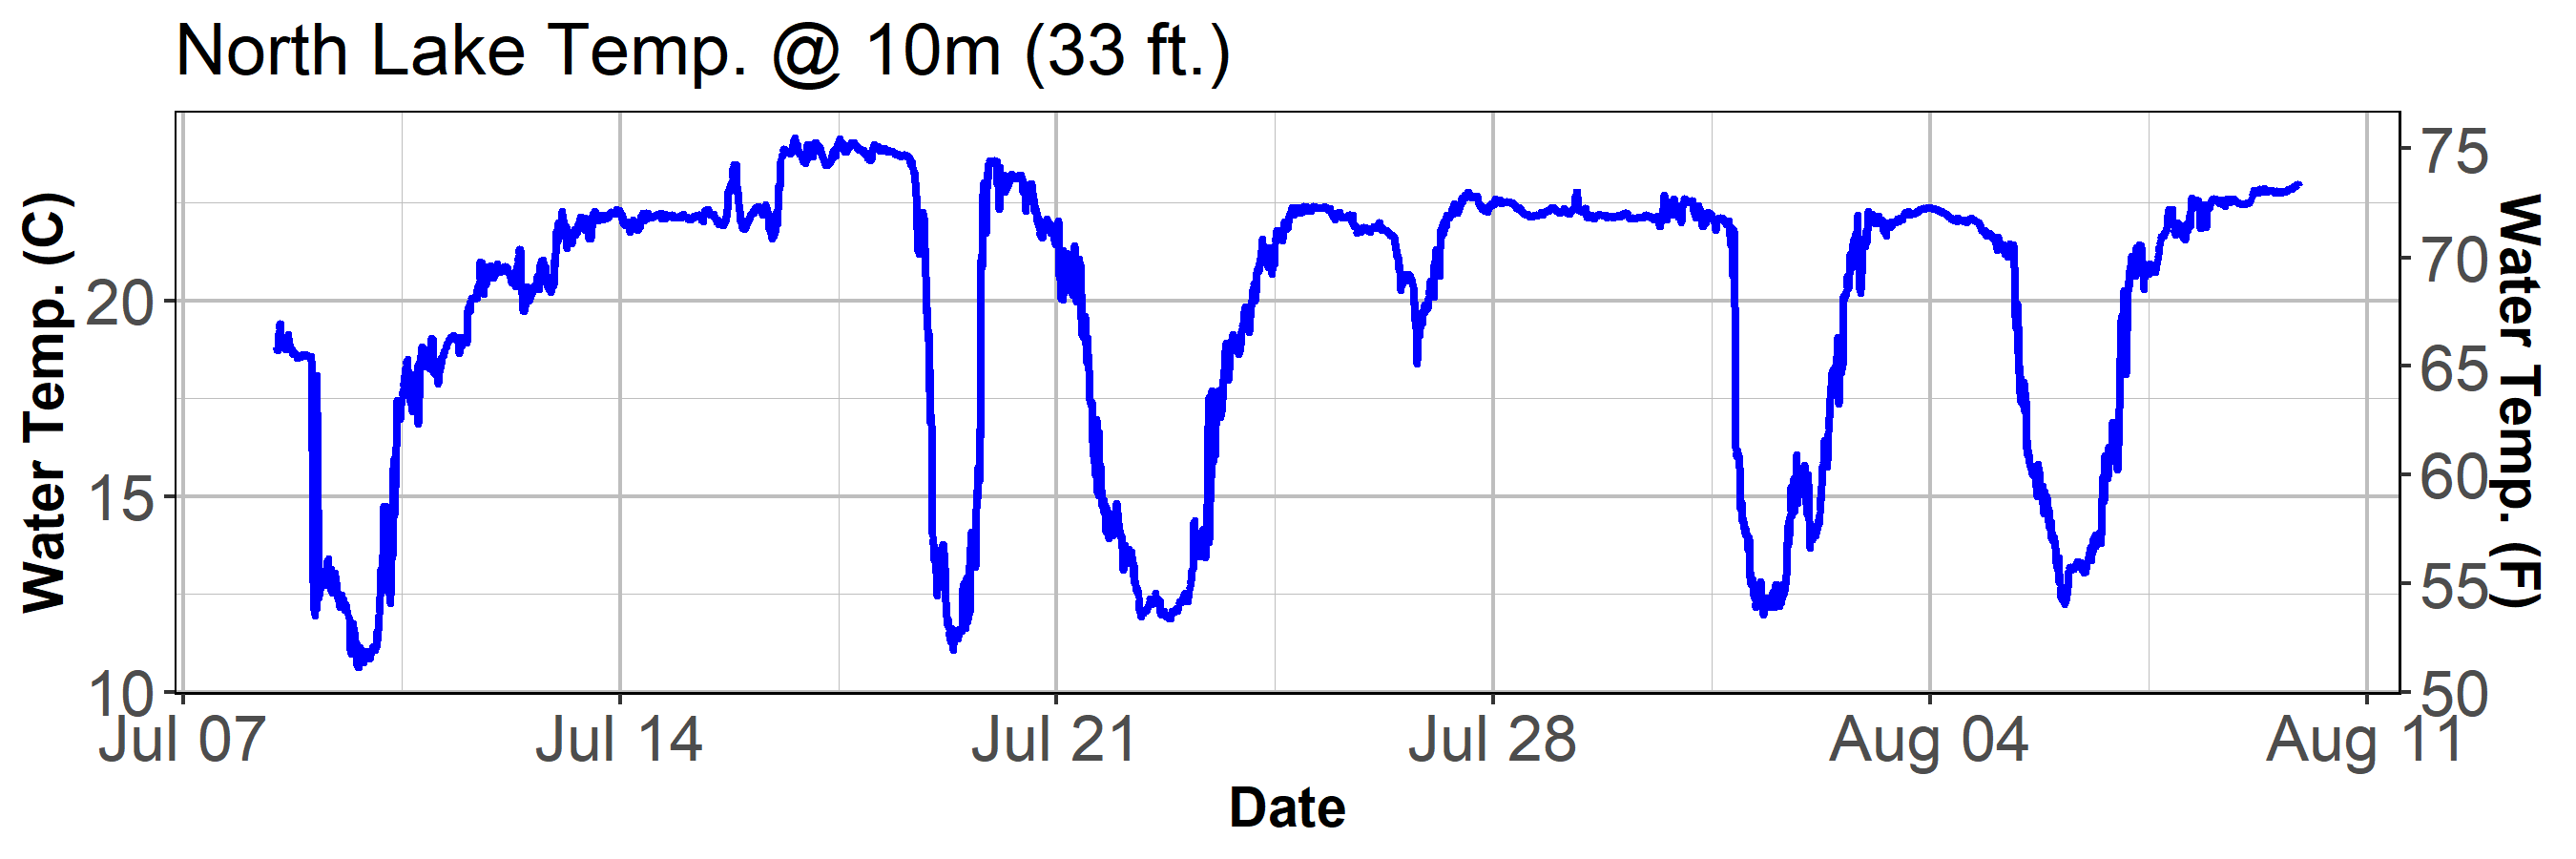 North Lake Temp. @ 10m (33 ft.)
Water Temp. (C)
20
15
10
75
70
65
60
55
50
Water Temp. (F)
Jul 07
Jul 14
Jul 21
Jul 28
Aug 04
Aug 11
Date